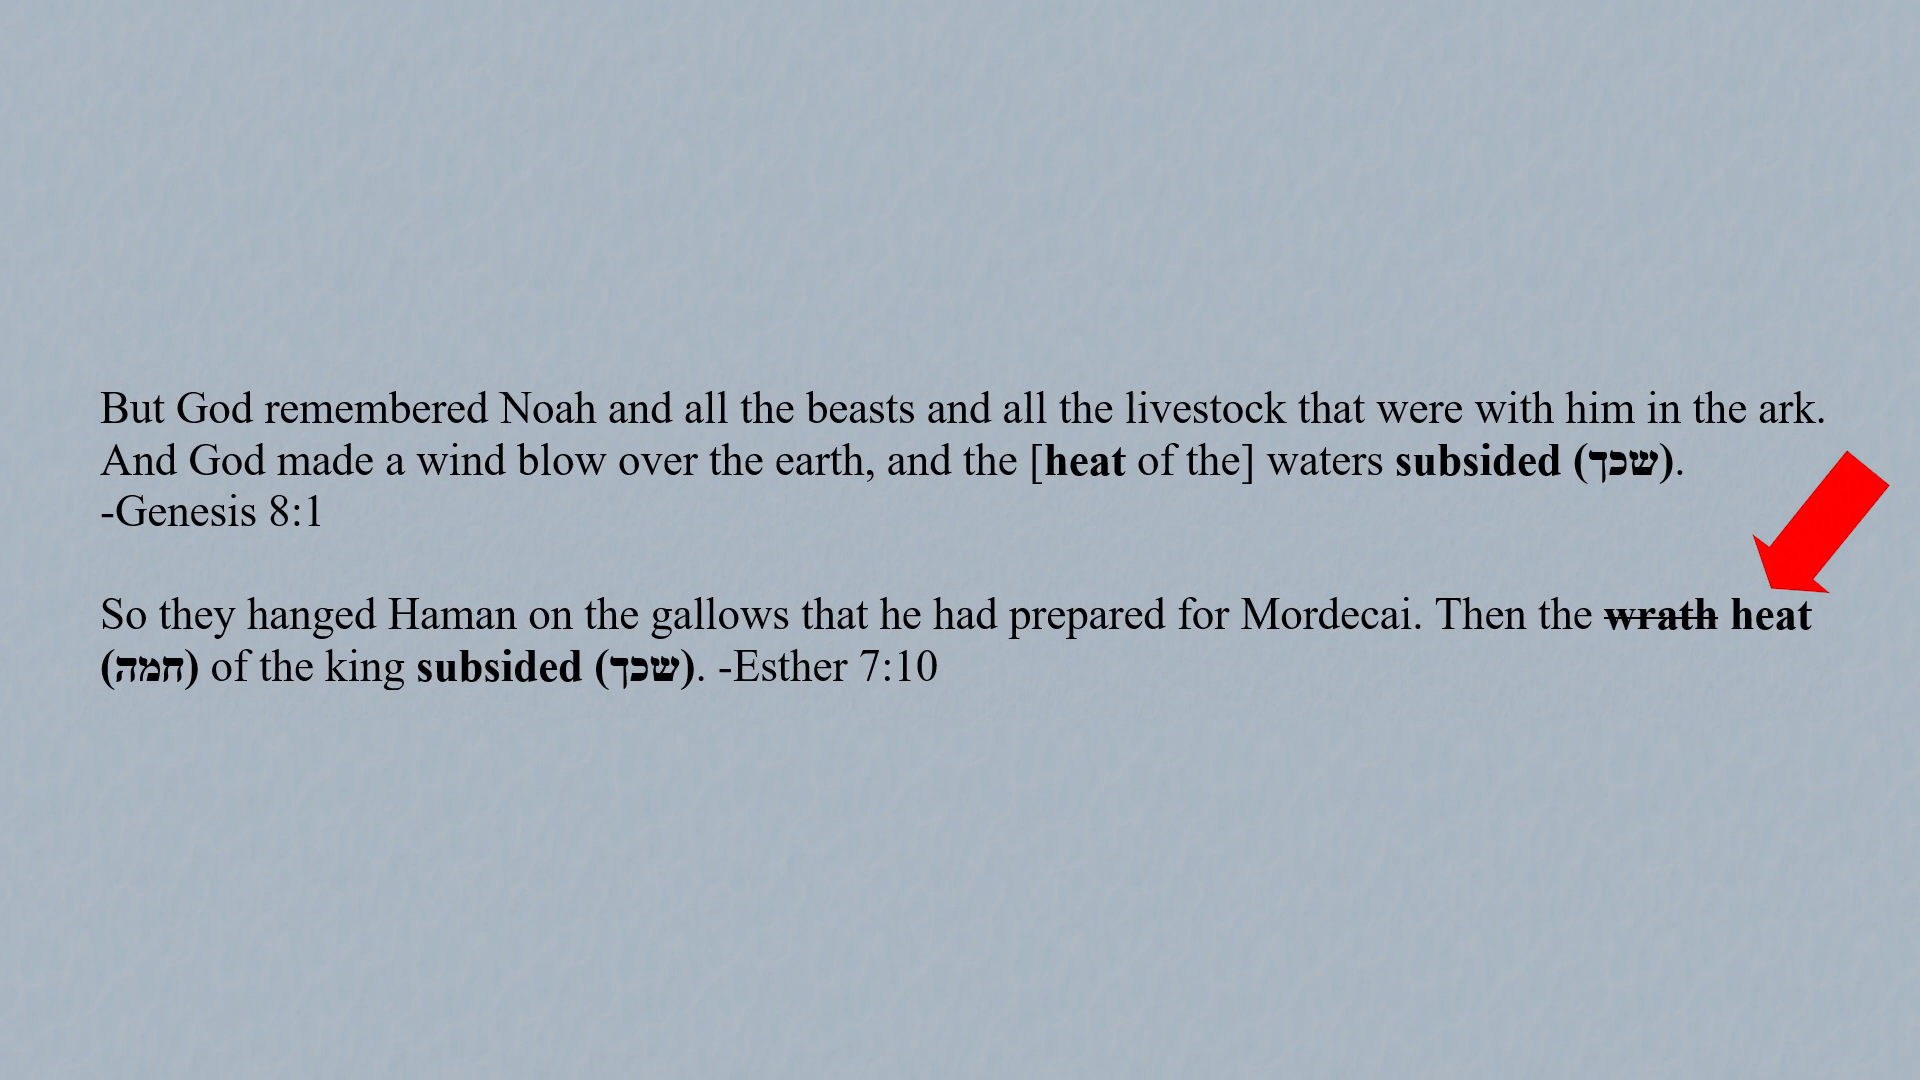 But God remembered Noah and all the beasts and all the livestock that were with him in the ark.
And God made a wind blow over the earth, and the [heat of the] waters subsided (שכך).
-Genesis 8:1
So they hanged Haman on the gallows that he had prepared for Mordecai. Then the wrath heat
(חמה) of the king subsided (שכך). -Esther 7:10